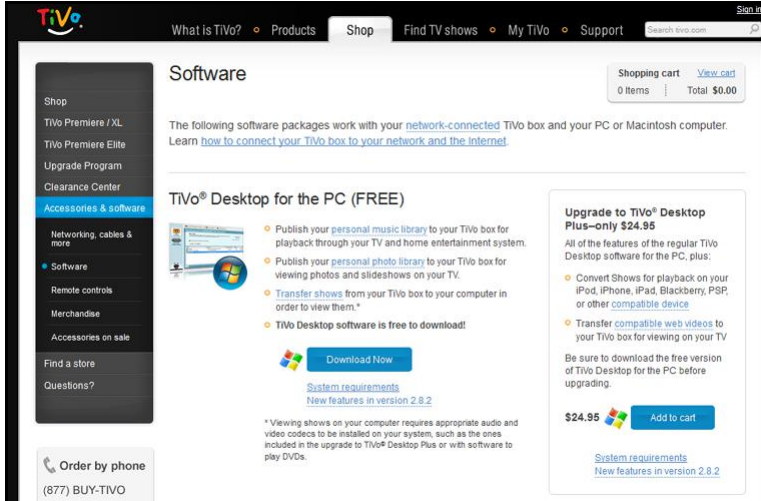 TiVo
Sign in
What is TiVo?
Products
Shop
Find TV shows
My TiVo
Support
Search tivo.com
Shop
TiVo Premiere / XL
TiVo Premiere Elite
Upgrade Program
Clearance Center
Accessories & software
Networking, cables &
more
Software
Remote controls
Merchandise
Accessories on sale
Find a store
Questions?
Order by phone
(877) BUY-TIVO
Software
Shopping cart View cart
0 Items Total $0.00
The following software packages work with your network-connected TiVo box and your PC or Macintosh computer.
Learn how to connect your TiVo box to your network and the Internet.
TiVo® Desktop for the PC (FREE)
Publish your personal music library to your TiVo box for
playback through your TV and home entertainment system.
Publish your personal photo library to your TiVo box for
viewing photos and slideshows on your TV.
Transfer shows from your TiVo box to your computer in
order to view them.*
TiVo Desktop software is free to download!
Download Now
System requirements
New features in version 2.8.2
* Viewing shows on your computer requires appropriate audio and
video codecs to be installed on your system, such as the ones
included in the upgrade to TiVo® Desktop Plus or with software to
play DVDs.
Upgrade to TiVo® Desktop
Plus–only $24.95
All of the features of the regular TiVo
Desktop software for the PC, plus:
Convert Shows for playback on your
iPod, iPhone, iPad, Blackberry, PSP,
or other compatible device
Transfer compatible web videos to
your TiVo box for viewing on your TV
Be sure to download the free version
of TiVo Desktop for the PC before
upgrading.
$24.95 Add to cart
System requirements
New features in version 2.8.2